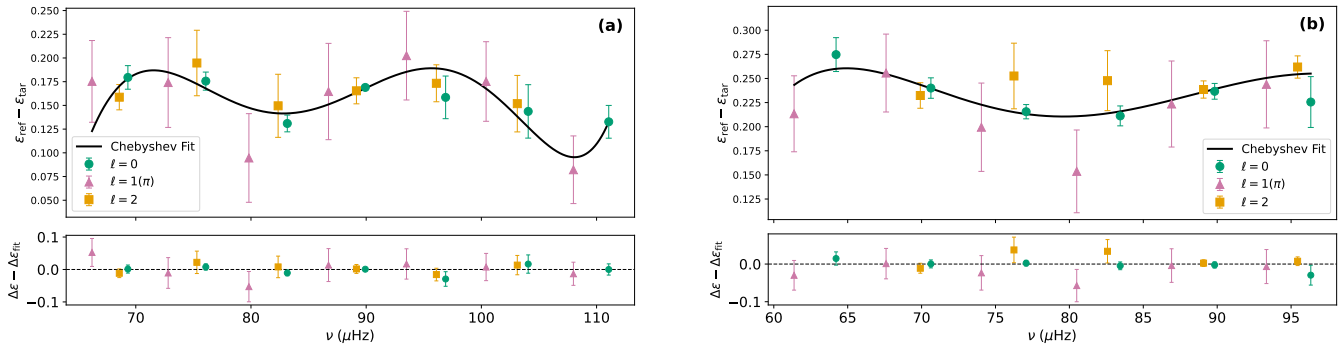 (a)
ε_ref − ε_tar
0.250
0.225
0.200
0.175
0.150
0.125
0.100
0.075
0.050
Chebyshev Fit
ℓ = 0
ℓ = 1(π)
ℓ = 2
Δε − Δε_fit
0.1
0.0
−0.1
70
80
90
100
110
ν (μHz)
(b)
ε_ref − ε_tar
0.300
0.275
0.250
0.225
0.200
0.175
0.150
0.125
Chebyshev Fit
ℓ = 0
ℓ = 1(π)
ℓ = 2
Δε − Δε_fit
0.0
−0.1
60
65
70
75
80
85
90
95
ν (μHz)